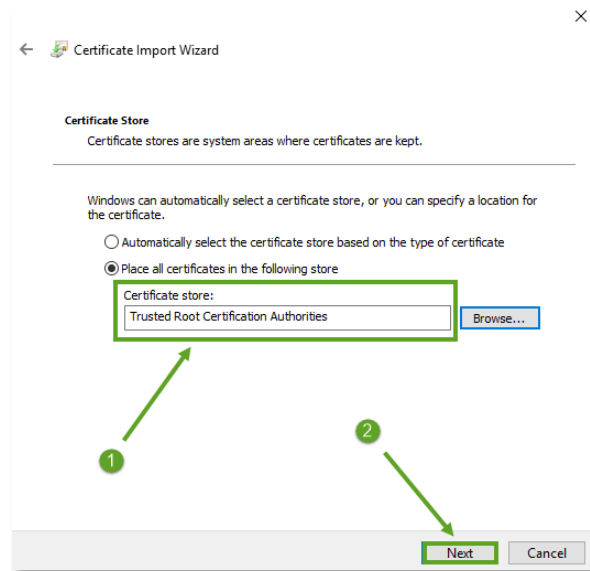 Certificate Import Wizard
Certificate Store
Certificate stores are system areas where certificates are kept.
Windows can automatically select a certificate store, or you can specify a location for
the certificate.
Automatically select the certificate store based on the type of certificate
Place all certificates in the following store
Certificate store:
Trusted Root Certification Authorities
Browse...
2
1
Next
Cancel